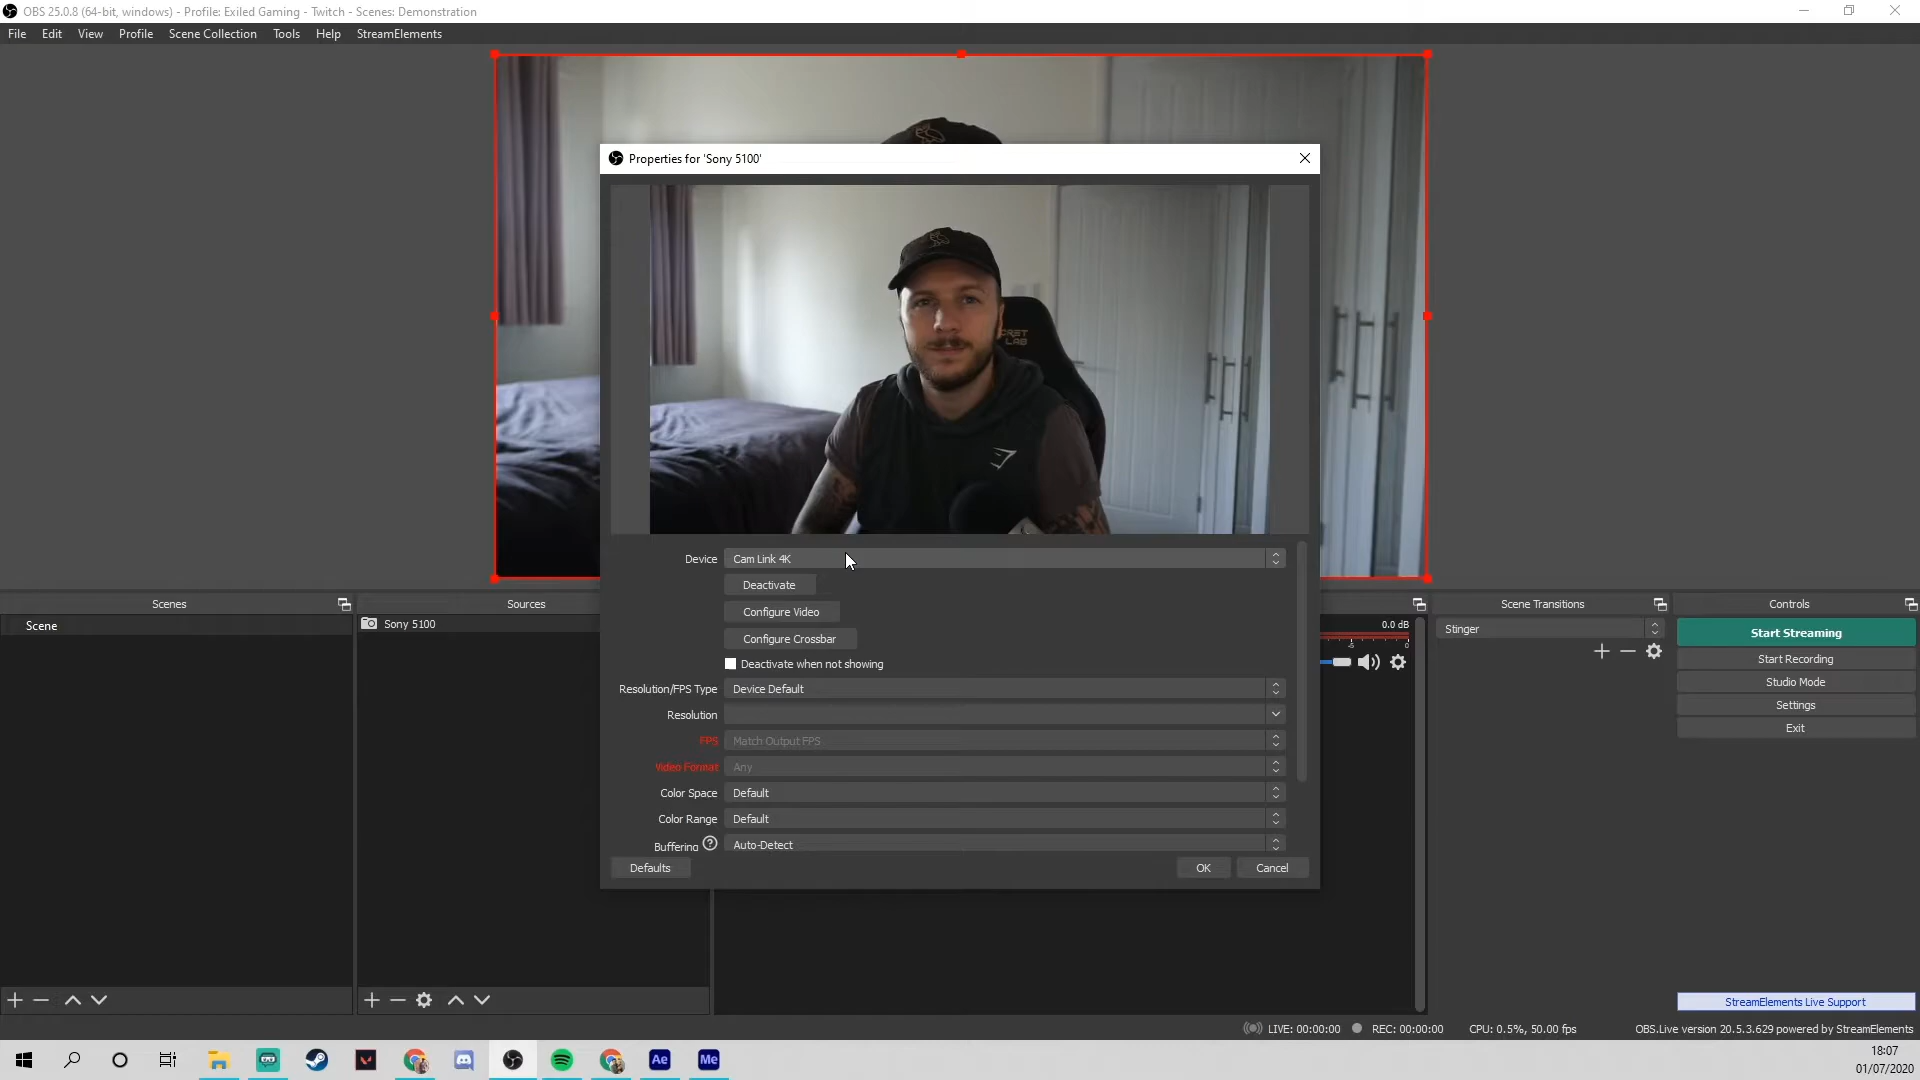 OBS 25.0.8 (64-bit, windows) - Profile: Exiled Gaming - Twitch - Scenes: Demonstration
File Edit View Profile Scene Collection Tools Help StreamElements
Properties for 'Sony 5100'
CRET
LAB
Device Cam Link 4K
Deactivate
Configure Video
Configure Crossbar
Deactivate when not showing
Resolution/FPS Type Device Default
Resolution
FPS Match Output FPS
Video Format Any
Color Space Default
Color Range Default
Buffering ? Auto-Detect
Defaults OK Cancel
Scenes
Scene
Sources
Sony 5100
0.0 dB
-5 0
Scene Transitions
Stinger
Controls
Start Streaming
Start Recording
Studio Mode
Settings
Exit
StreamElements Live Support
LIVE: 00:00:00 REC: 00:00:00 CPU: 0.5%, 50.00 fps OBS.Live version 20.5.3.629 powered by StreamElements
Ae Me
18:07
01/07/2020